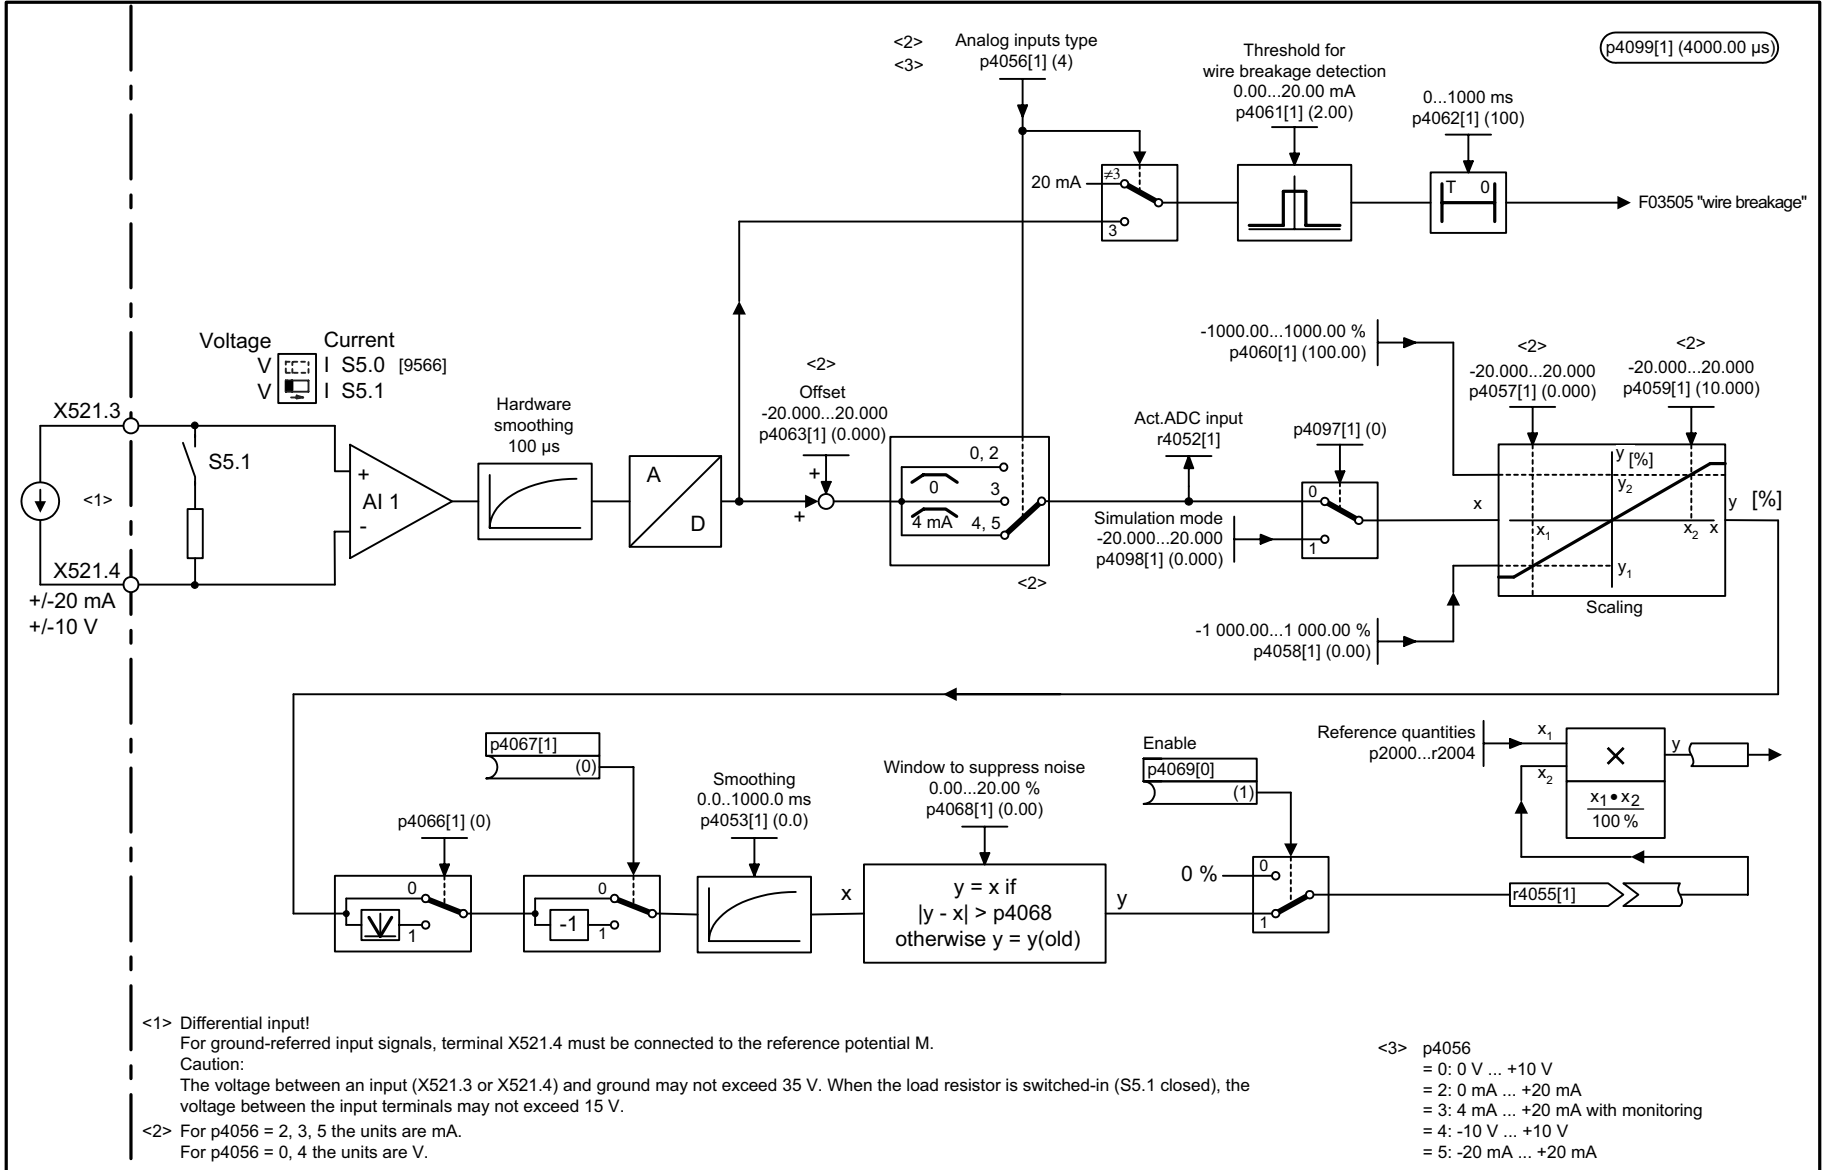 <2>
<3>
Analog inputs type
p4056[1] (4)
Threshold for
wire breakage detection
0.00...20.00 mA
p4061[1] (2.00)
0...1000 ms
p4062[1] (100)
p4099[1] (4000.00 µs)
20 mA
≠3
3
T 0
F03505 "wire breakage"
Voltage Current
V I S5.0 [9566]
V I S5.1
X521.3
S5.1
<1>
X521.4
+/-20 mA
+/-10 V
+
AI 1
-
Hardware
smoothing
100 µs
A
D
<2>
Offset
-20.000...20.000
p4063[1] (0.000)
+
+
0, 2
0
3
4 mA
4, 5
<2>
Act.ADC input
r4052[1]
Simulation mode
-20.000...20.000
p4098[1] (0.000)
p4097[1] (0)
0
1
-1000.00...1000.00 %
p4060[1] (100.00)
-1 000.00...1 000.00 %
p4058[1] (0.00)
<2>
-20.000...20.000
p4057[1] (0.000)
<2>
-20.000...20.000
p4059[1] (10.000)
x
y [%]
y2
x1
x2 x
y1
y [%]
Scaling
p4066[1] (0)
0
1
p4067[1]
(0)
0
-1
1
Smoothing
0.0..1000.0 ms
p4053[1] (0.0)
x
Window to suppress noise
0.00...20.00 %
p4068[1] (0.00)
y = x if
|y - x| > p4068
otherwise y = y(old)
y
Enable
p4069[0]
(1)
0 %
0
1
Reference quantities
p2000...r2004
x1
x2
×
x1 • x2
100 %
y
r4055[1]
<1> Differential input!
For ground-referred input signals, terminal X521.4 must be connected to the reference potential M.
Caution:
The voltage between an input (X521.3 or X521.4) and ground may not exceed 35 V. When the load resistor is switched-in (S5.1 closed), the
voltage between the input terminals may not exceed 15 V.
<2> For p4056 = 2, 3, 5 the units are mA.
For p4056 = 0, 4 the units are V.
<3> p4056
= 0: 0 V ... +10 V
= 2: 0 mA ... +20 mA
= 3: 4 mA ... +20 mA with monitoring
= 4: -10 V ... +10 V
= 5: -20 mA ... +20 mA